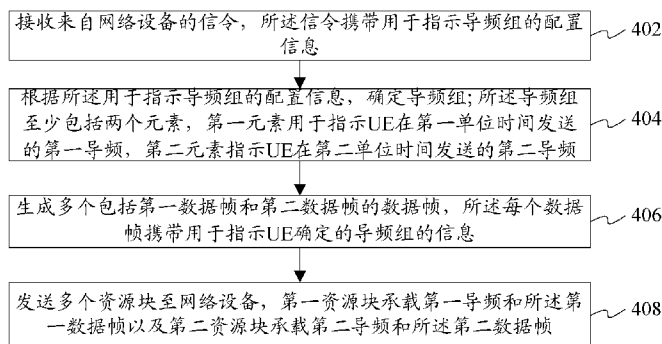 接收来自网络设备的信令，所述信令携带用于指示导频组的配置
信息
402
根据所述用于指示导频组的配置信息，确定导频组；所述导频组
至少包括两个元素，第一元素用于指示UE在第一单位时间发送
的第一导频，第二元素指示UE在第二单位时间发送的第二导频
404
生成多个包括第一数据帧和第二数据帧的数据帧，所述每个数据
帧携带用于指示UE确定的导频组的信息
406
发送多个资源块至网络设备，第一资源块承载第一导频和所述第
一数据帧以及第二资源块承载第二导频和所述第二数据帧
408